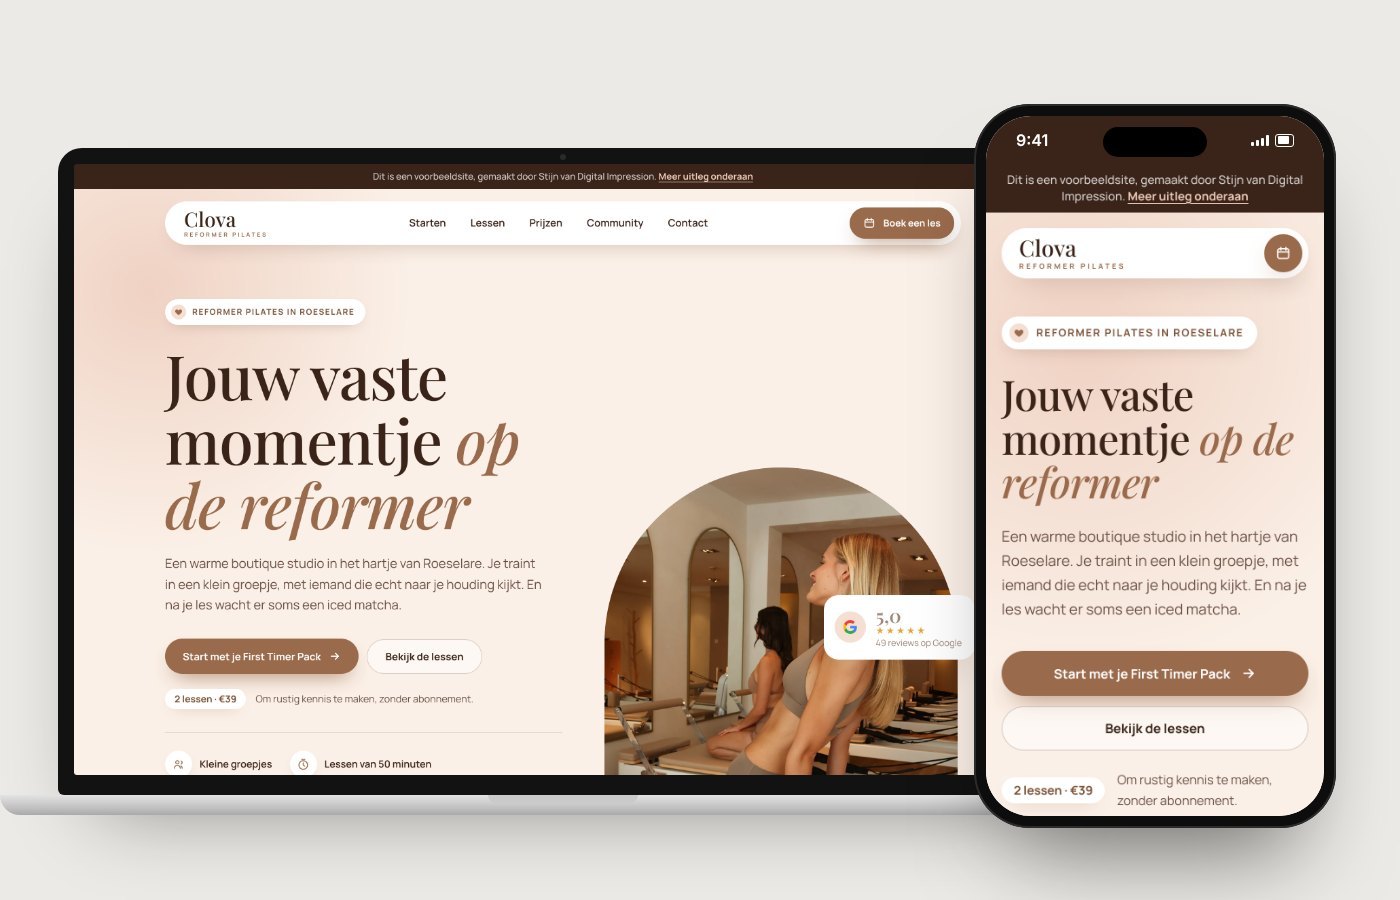 Dit is een voorbeeldsite, gemaakt door Stijn van Digital Impression. Meer uitleg onderaan
Clova
REFORMER PILATES
Starten Lessen Prijzen Community Contact
Boek een les
REFORMER PILATES IN ROESELARE
Jouw vaste
momentje op
de reformer
Een warme boutique studio in het hartje van Roeselare. Je traint
in een klein groepje, met iemand die echt naar je houding kijkt. En
na je les wacht er soms een iced matcha.
Start met je First Timer Pack →
Bekijk de lessen
2 lessen · €39
Om rustig kennis te maken, zonder abonnement.
Kleine groepjes
Lessen van 50 minuten
G
5,0
★★★★★
49 reviews op Google
9:41
Dit is een voorbeeldsite, gemaakt door Stijn van Digital
Impression. Meer uitleg onderaan
Clova
REFORMER PILATES
REFORMER PILATES IN ROESELARE
Jouw vaste
momentje op de
reformer
Een warme boutique studio in het hartje van
Roeselare. Je traint in een klein groepje, met
iemand die echt naar je houding kijkt. En na je
les wacht er soms een iced matcha.
Start met je First Timer Pack →
Bekijk de lessen
2 lessen · €39
Om rustig kennis te maken,
zonder abonnement.